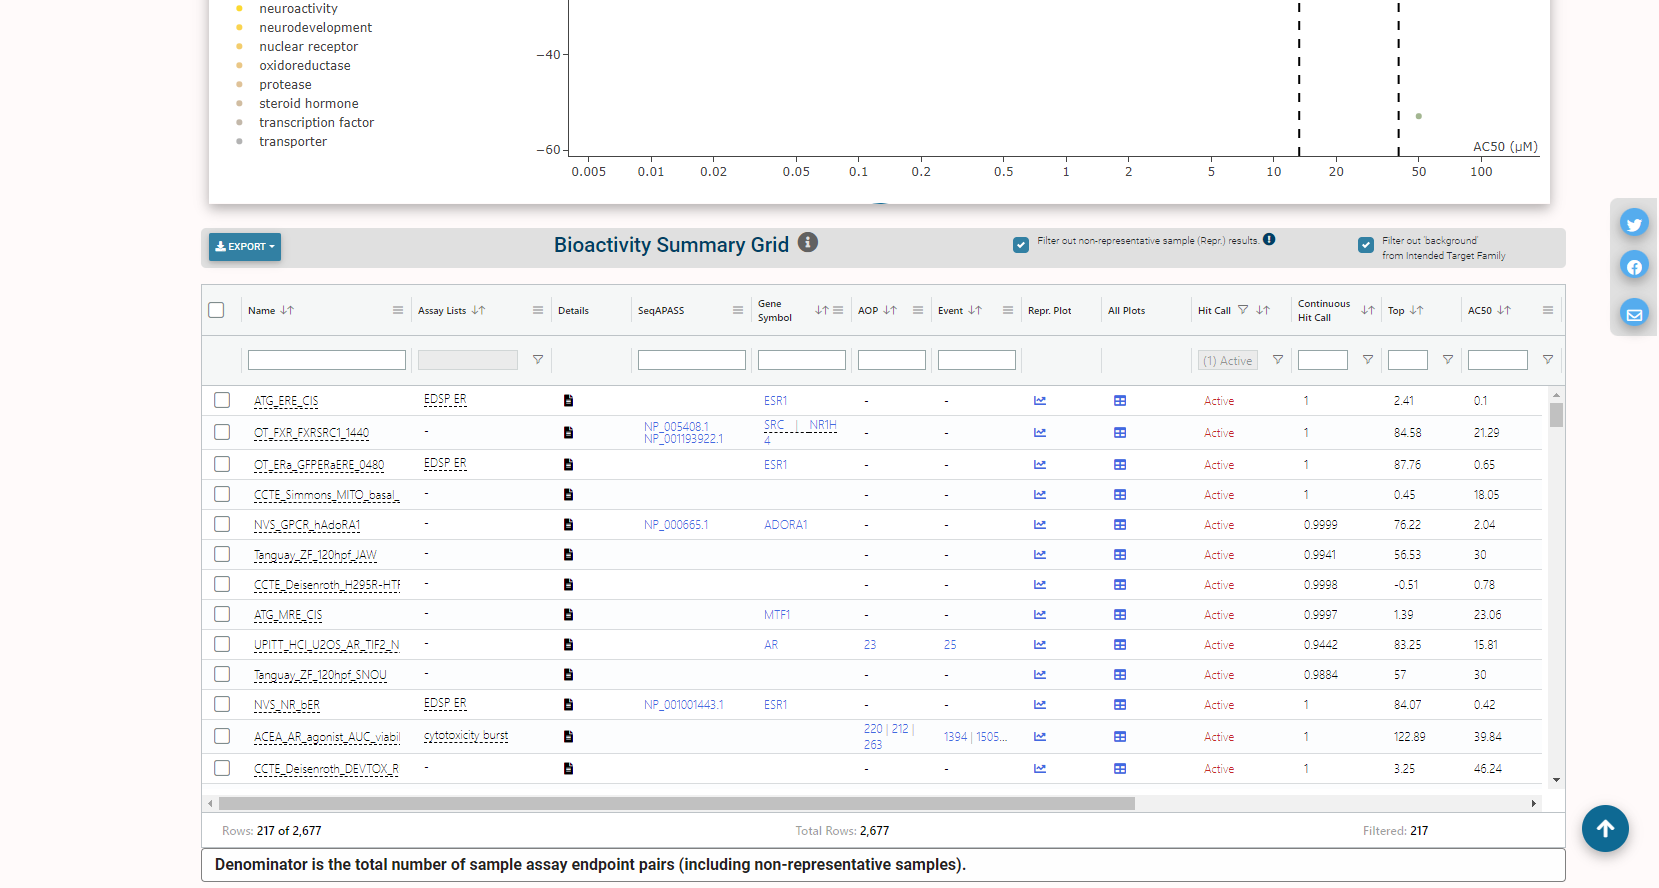 neuroactivity
neurodevelopment
nuclear receptor
oxidoreductase
protease
steroid hormone
transcription factor
transporter
−40
−60
AC50 (µM)
0.005 0.01 0.02 0.05 0.1 0.2 0.5 1 2 5 10 20 50 100
EXPORT
Bioactivity Summary Grid
Filter out non-representative sample (Repr.) results.
Filter out 'background'
from Intended Target Family
Name Assay Lists Details SeqAPASS Gene Symbol AOP Event Repr. Plot All Plots Hit Call Continuous Hit Call Top AC50
(1) Active
ATG_ERE_CIS EDSP ER ESR1 - - Active 1 2.41 0.1
OT_FXR_FXRSRC1_1440 NP_005408.1 NP_001193922.1 SRC | NR1H4 - - Active 1 84.58 21.29
OT_ERa_GFPERaERE_0480 EDSP ER ESR1 - - Active 1 87.76 0.65
CCTE_Simmons_MITO_basal_ - - - Active 1 0.45 18.05
NVS_GPCR_hAdoRA1 - NP_000665.1 ADORA1 - - Active 0.9999 76.22 2.04
Tanguay_ZF_120hpf_JAW - - - Active 0.9941 56.53 30
CCTE_Deisenroth_H295R-HTF - - - Active 0.9998 -0.51 0.78
ATG_MRE_CIS - MTF1 - - Active 0.9997 1.39 23.06
UPITT_HCI_U2OS_AR_TIF2_N - AR 23 25 Active 0.9442 83.25 15.81
Tanguay_ZF_120hpf_SNOU - - - Active 0.9884 57 30
NVS_NR_bER EDSP ER NP_001001443.1 ESR1 - - Active 1 84.07 0.42
ACEA_AR_agonist_AUC_viabil cytotoxicity burst 220 | 212 | 263 1394 | 1505... Active 1 122.89 39.84
CCTE_Deisenroth_DEVTOX_R - - - Active 1 3.25 46.24
Rows: 217 of 2,677 Total Rows: 2,677 Filtered: 217
Denominator is the total number of sample assay endpoint pairs (including non-representative samples).